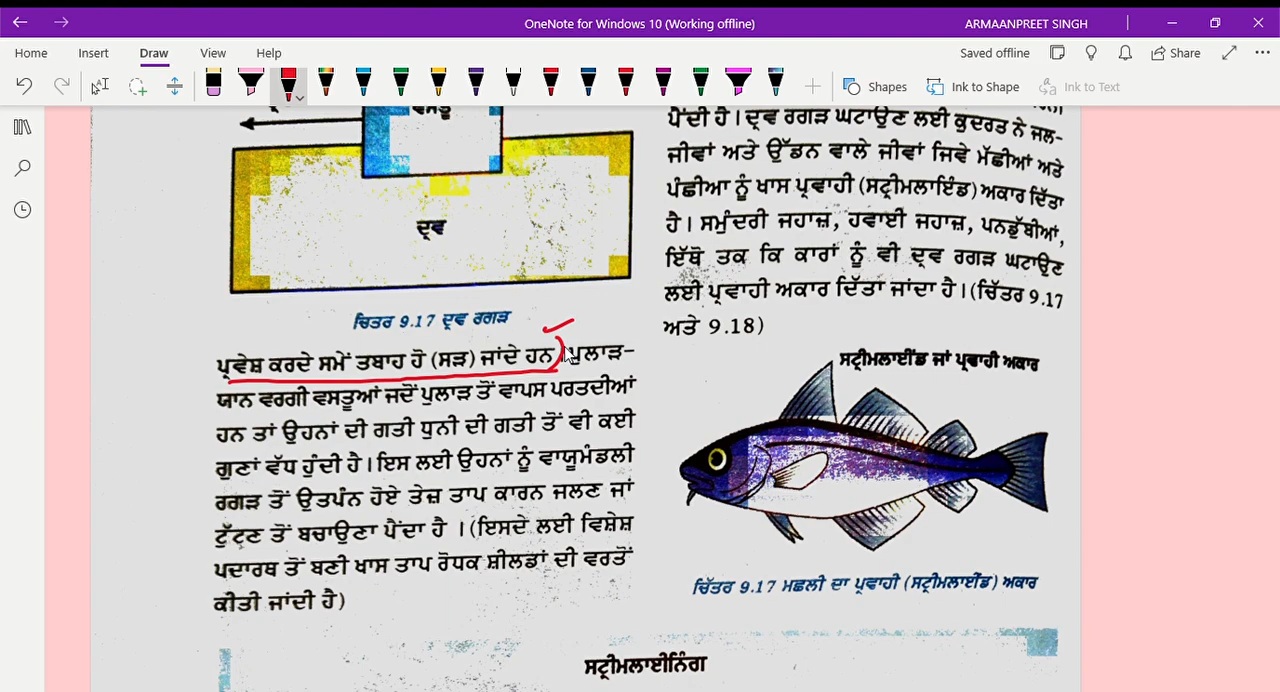 OneNote for Windows 10 (Working offline)
ARMAANPREET SINGH
Home Insert Draw View Help
Saved offline
Share
Shapes
Ink to Shape
Ink to Text
ਵਸਤੂ
ਦ੍ਰਵ
ਚਿਤਰ 9.17 ਦ੍ਰਵ ਰਗੜ
ਪ੍ਰਵੇਸ਼ ਕਰਦੇ ਸਮੇਂ ਤਬਾਹ ਹੋ (ਸੜ) ਜਾਂਦੇ ਹਨ। ਪੁਲਾੜ-
ਯਾਨ ਵਰਗੀ ਵਸਤੂਆਂ ਜਦੋਂ ਪੁਲਾੜ ਤੋਂ ਵਾਪਸ ਪਰਤਦੀਆਂ
ਹਨ ਤਾਂ ਉਹਨਾਂ ਦੀ ਗਤੀ ਧੁਨੀ ਦੀ ਗਤੀ ਤੋਂ ਵੀ ਕਈ
ਗੁਣਾਂ ਵੱਧ ਹੁੰਦੀ ਹੈ। ਇਸ ਲਈ ਉਹਨਾਂ ਨੂੰ ਵਾਯੂਮੰਡਲੀ
ਰਗੜ ਤੋਂ ਉਤਪੰਨ ਹੋਏ ਤੇਜ਼ ਤਾਪ ਕਾਰਨ ਜਲਣ ਜਾਂ
ਟੁੱਟਣ ਤੋਂ ਬਚਾਉਣਾ ਪੈਂਦਾ ਹੈ । (ਇਸਦੇ ਲਈ ਵਿਸ਼ੇਸ਼
ਪਦਾਰਥ ਤੋਂ ਬਣੀ ਖਾਸ ਤਾਪ ਰੋਧਕ ਸ਼ੀਲਡਾਂ ਦੀ ਵਰਤੋਂ
ਕੀਤੀ ਜਾਂਦੀ ਹੈ)
ਪੈਂਦੀ ਹੈ। ਦ੍ਰਵ ਰਗੜ ਘਟਾਉਣ ਲਈ ਕੁਦਰਤ ਨੇ ਜਲ-
ਜੀਵਾਂ ਅਤੇ ਉੱਡਨ ਵਾਲੇ ਜੀਵਾਂ ਜਿਵੇ ਮੱਛੀਆਂ ਅਤੇ
ਪੰਛੀਆ ਨੂੰ ਖਾਸ ਪ੍ਰਵਾਹੀ (ਸਟ੍ਰੀਮਲਾਇੰਡ) ਅਕਾਰ ਦਿੱਤਾ
ਹੈ। ਸਮੁੰਦਰੀ ਜਹਾਜ਼, ਹਵਾਈ ਜਹਾਜ਼, ਪਨਡੁੱਬੀਆਂ,
ਇੱਥੋ ਤਕ ਕਿ ਕਾਰਾਂ ਨੂੰ ਵੀ ਦ੍ਰਵ ਰਗੜ ਘਟਾਉਣ
ਲਈ ਪ੍ਰਵਾਹੀ ਅਕਾਰ ਦਿੱਤਾ ਜਾਂਦਾ ਹੈ। (ਚਿੱਤਰ 9.17
ਅਤੇ 9.18)
ਸਟ੍ਰੀਮਲਾਈਂਡ ਜਾਂ ਪ੍ਰਵਾਹੀ ਅਕਾਰ
ਚਿੱਤਰ 9.17 ਮਛਲੀ ਦਾ ਪ੍ਰਵਾਹੀ (ਸਟ੍ਰੀਮਲਾਈਂਡ) ਅਕਾਰ
ਸਟ੍ਰੀਮਲਾਈਨਿੰਗ